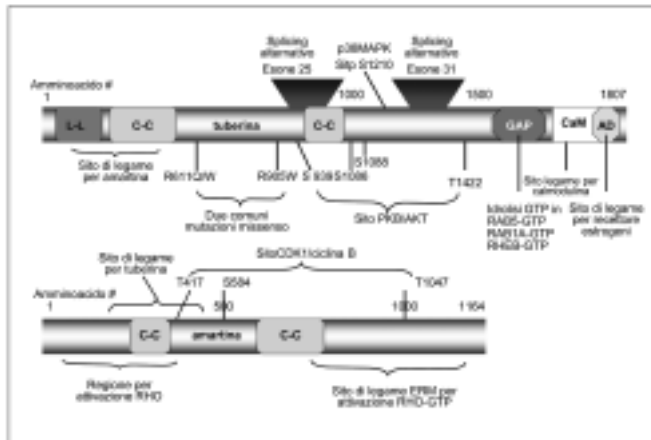 Splicing
alternativo
Esone 25
p38MAPK
Sito S1210
Splicing
alternativo
Esone 31
Amminoacido #
1
1000
1500
1807
L-L
C-C
tuberina
C-C
GAP
CaM
AD
Sito di legame
per amartina
R611Q/W
R905W
S 939
S1086
S1088
T1422
Due comuni
mutazioni missenso
Sito PKB/AKT
Idrolisi GTP in
RAB5-GTP
RAB1A-GTP
RHEB-GTP
Sito legame per
calmodulina
Sito di legame
per recettore
estrogeni
Sito di legame
per tuberina
SitoCDK1/ciclina B
T417
S584
T1047
Amminoacido #
1
500
1000
1164
C-C
amartina
C-C
Regione per
attivazione RHO
Sito di legame ERM per
attivazione RHO-GTP